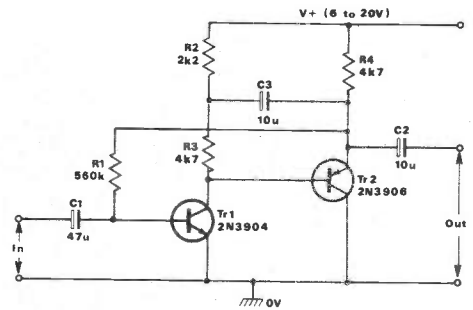 V+ (6 to 20V)
R2
2k2
R4
4k7
C3
10u
R3
4k7
C2
10u
R1
560k
Tr2
2N3906
C1
47u
Tr1
2N3904
In
Out
0V